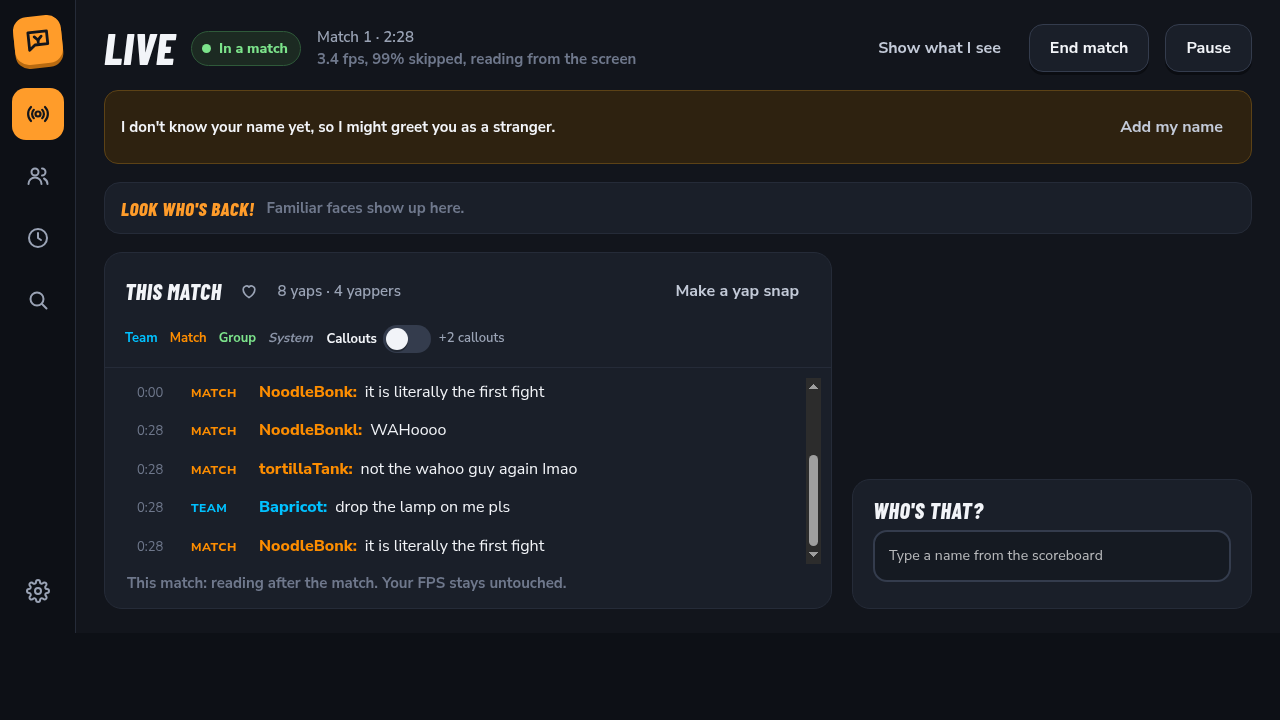 LIVE
In a match
Match 1 · 2:28
3.4 fps, 99% skipped, reading from the screen
Show what I see
End match
Pause
I don't know your name yet, so I might greet you as a stranger.
Add my name
LOOK WHO'S BACK! Familiar faces show up here.
THIS MATCH
8 yaps · 4 yappers
Make a yap snap
Team Match Group System Callouts +2 callouts
0:00 MATCH NoodleBonk: it is literally the first fight
0:28 MATCH NoodleBonkl: WAHoooo
0:28 MATCH tortillaTank: not the wahoo guy again lmao
0:28 TEAM Bapricot: drop the lamp on me pls
0:28 MATCH NoodleBonk: it is literally the first fight
This match: reading after the match. Your FPS stays untouched.
WHO'S THAT?
Type a name from the scoreboard